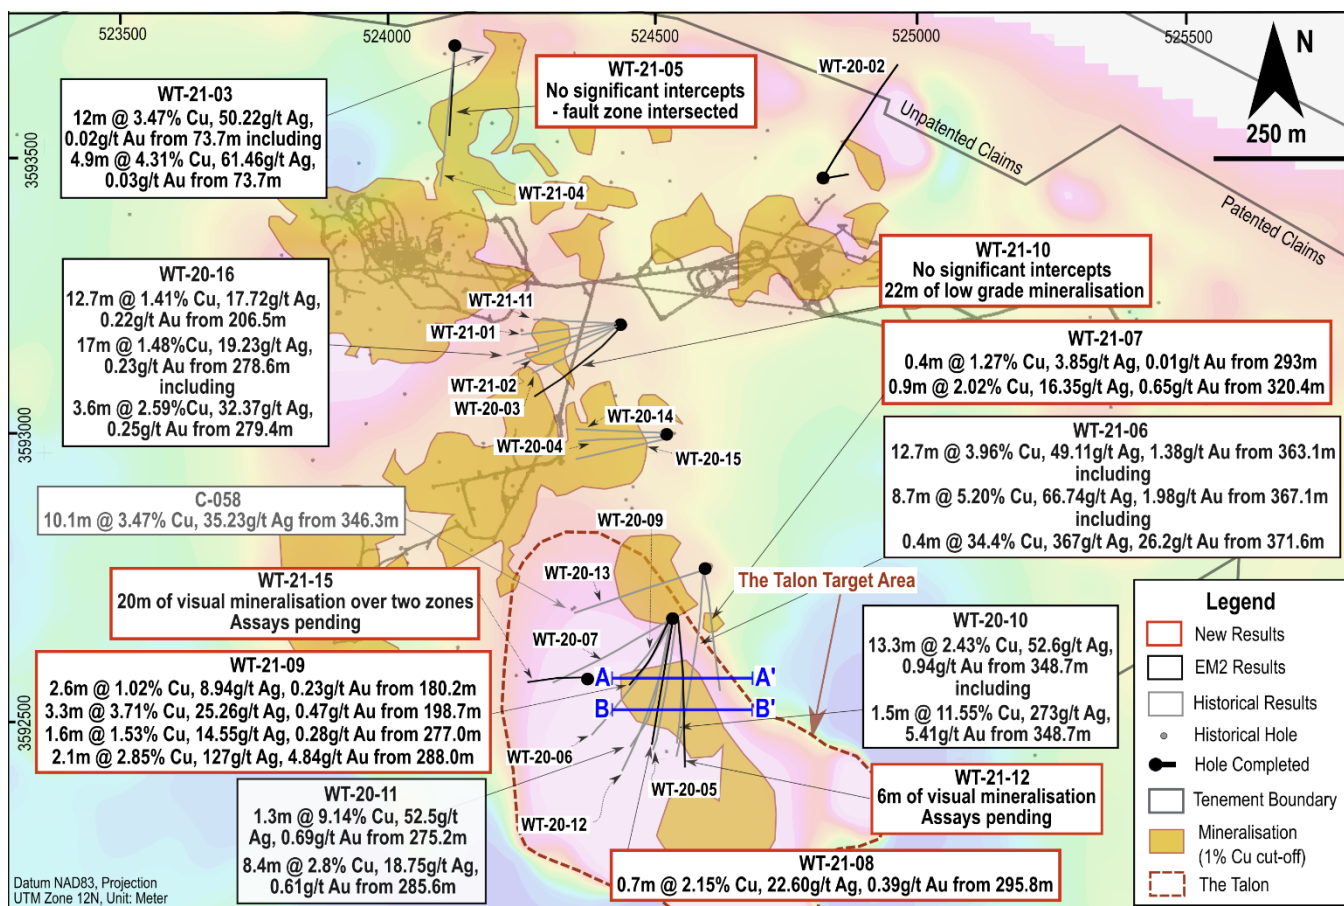 523500
524000
524500
525000
525500
N
250 m
3593500
3593000
3592500
WT-21-03
12m @ 3.47% Cu, 50.22g/t Ag,
0.02g/t Au from 73.7m including
4.9m @ 4.31% Cu, 61.46g/t Ag,
0.03g/t Au from 73.7m
WT-21-05
No significant intercepts
- fault zone intersected
WT-20-02
Unpatented Claims
Patented Claims
WT-21-04
WT-20-16
12.7m @ 1.41% Cu, 17.72g/t Ag,
0.22g/t Au from 206.5m
17m @ 1.48%Cu, 19.23g/t Ag,
0.23g/t Au from 278.6m
including
3.6m @ 2.59%Cu, 32.37g/t Ag,
0.25g/t Au from 279.4m
WT-21-11
WT-21-01
WT-21-02
WT-20-03
WT-21-10
No significant intercepts
22m of low grade mineralisation
WT-21-07
0.4m @ 1.27% Cu, 3.85g/t Ag, 0.01g/t Au from 293m
0.9m @ 2.02% Cu, 16.35g/t Ag, 0.65g/t Au from 320.4m
WT-20-14
WT-20-04
WT-20-15
WT-21-06
12.7m @ 3.96% Cu, 49.11g/t Ag, 1.38g/t Au from 363.1m
including
8.7m @ 5.20% Cu, 66.74g/t Ag, 1.98g/t Au from 367.1m
including
0.4m @ 34.4% Cu, 367g/t Ag, 26.2g/t Au from 371.6m
C-058
10.1m @ 3.47% Cu, 35.23g/t Ag from 346.3m
WT-20-09
WT-20-13
The Talon Target Area
WT-21-15
20m of visual mineralisation over two zones
Assays pending
WT-20-07
WT-20-10
13.3m @ 2.43% Cu, 52.6g/t Ag,
0.94g/t Au from 348.7m
including
1.5m @ 11.55% Cu, 273g/t Ag,
5.41g/t Au from 348.7m
WT-21-09
2.6m @ 1.02% Cu, 8.94g/t Ag, 0.23g/t Au from 180.2m
3.3m @ 3.71% Cu, 25.26g/t Ag, 0.47g/t Au from 198.7m
1.6m @ 1.53% Cu, 14.55g/t Ag, 0.28g/t Au from 277.0m
2.1m @ 2.85% Cu, 127g/t Ag, 4.84g/t Au from 288.0m
A
A'
B
B'
WT-20-06
WT-20-05
WT-20-12
WT-21-12
6m of visual mineralisation
Assays pending
WT-20-11
1.3m @ 9.14% Cu, 52.5g/t
Ag, 0.69g/t Au from 275.2m
8.4m @ 2.8% Cu, 18.75g/t Ag,
0.61g/t Au from 285.6m
WT-21-08
0.7m @ 2.15% Cu, 22.60g/t Ag, 0.39g/t Au from 295.8m
Legend
New Results
EM2 Results
Historical Results
Historical Hole
Hole Completed
Tenement Boundary
Mineralisation
(1% Cu cut-off)
The Talon
Datum NAD83, Projection
UTM Zone 12N, Unit: Meter